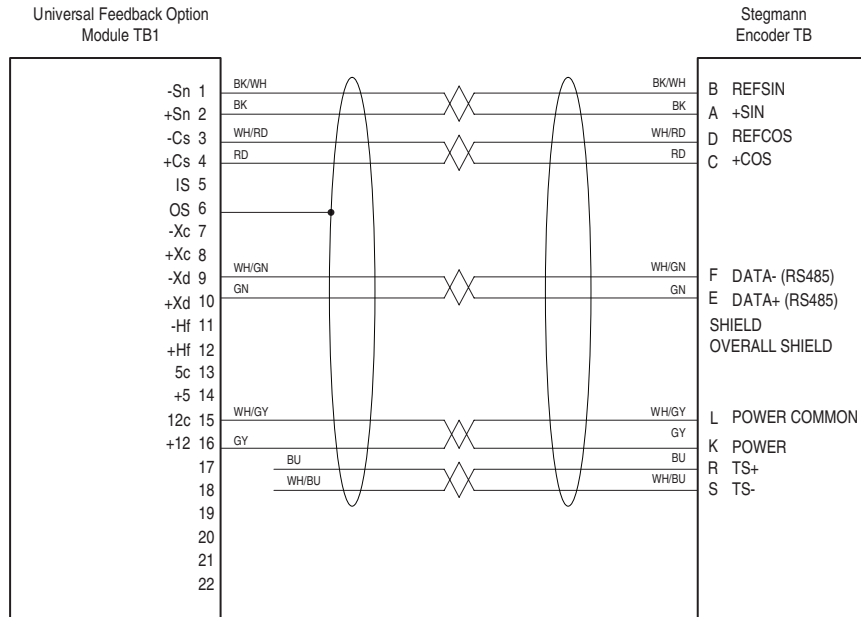 Universal Feedback Option
Module TB1
Stegmann
Encoder TB
-Sn 1 BK/WH BK/WH B REFSIN
+Sn 2 BK BK A +SIN
-Cs 3 WH/RD WH/RD D REFCOS
+Cs 4 RD RD C +COS
IS 5
OS 6
-Xc 7
+Xc 8
-Xd 9 WH/GN WH/GN F DATA- (RS485)
+Xd 10 GN GN E DATA+ (RS485)
-Hf 11 SHIELD
+Hf 12 OVERALL SHIELD
5c 13
+5 14
12c 15 WH/GY WH/GY L POWER COMMON
+12 16 GY GY K POWER
17 BU BU R TS+
18 WH/BU WH/BU S TS-
19
20
21
22